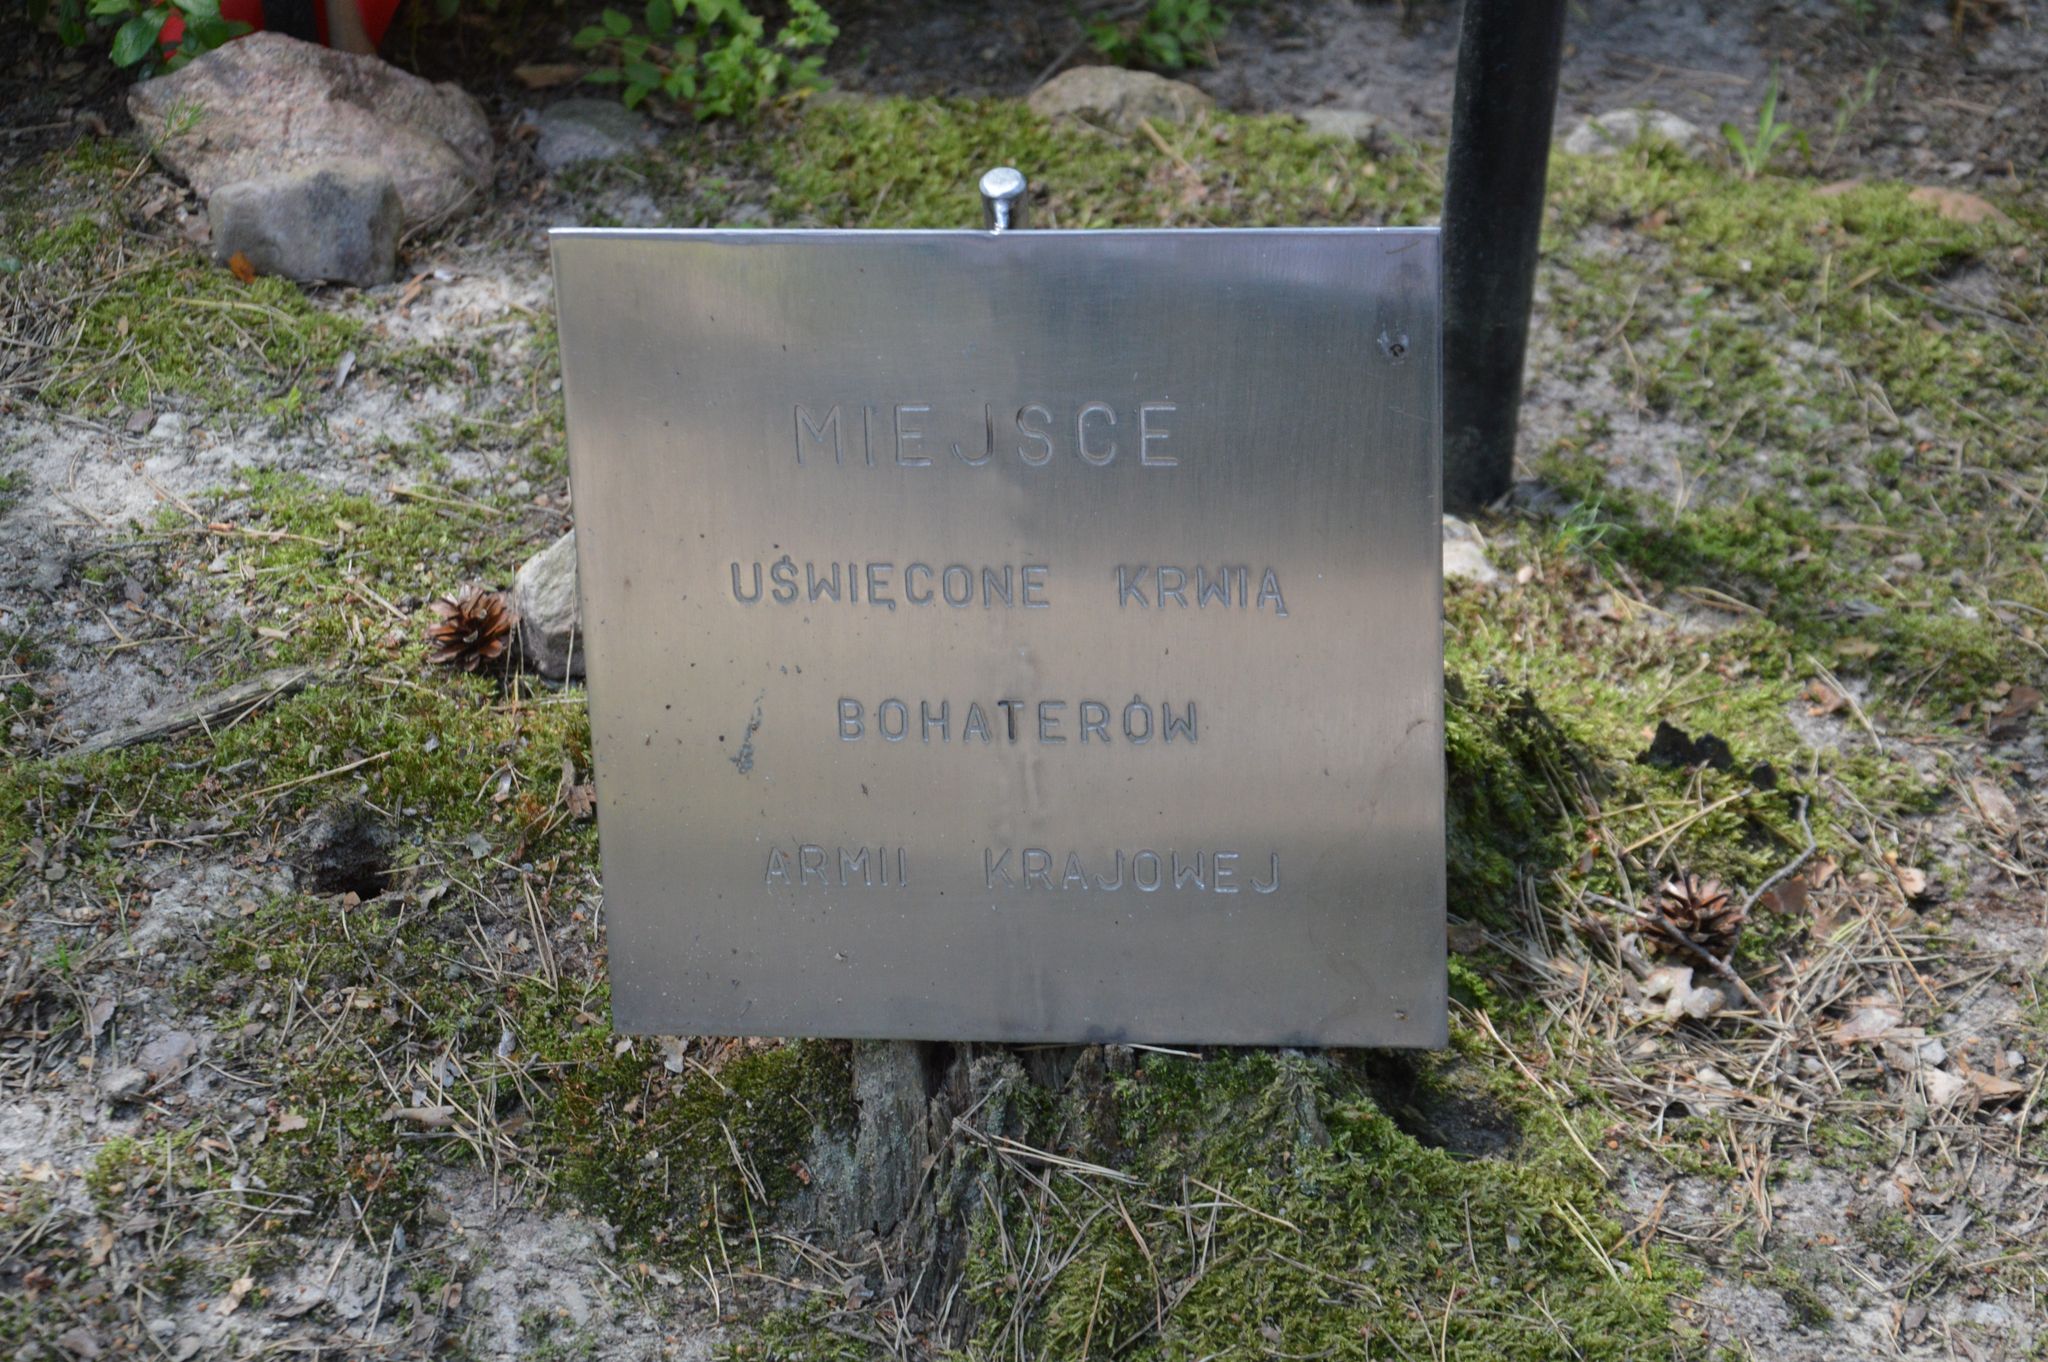 MIEJSCE
UŚWIĘCONE KRWIĄ
BOHATERÓW
ARMII KRAJOWEJ